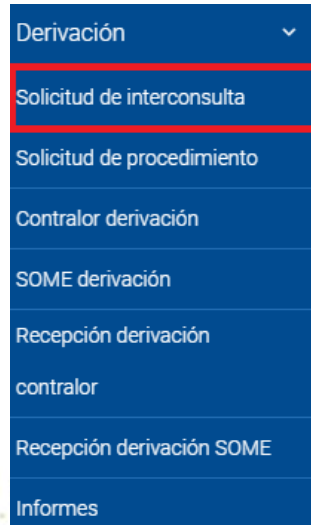 Derivación
Solicitud de interconsulta
Solicitud de procedimiento
Contralor derivación
SOME derivación
Recepción derivación
contralor
Recepción derivación SOME
Informes